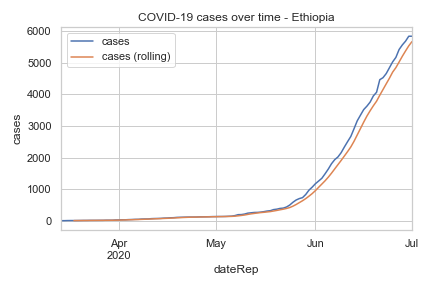 COVID-19 cases over time - Ethiopia
cases
cases (rolling)
6000
5000
4000
3000
2000
1000
0
cases
Apr
2020
May
Jun
Jul
dateRep